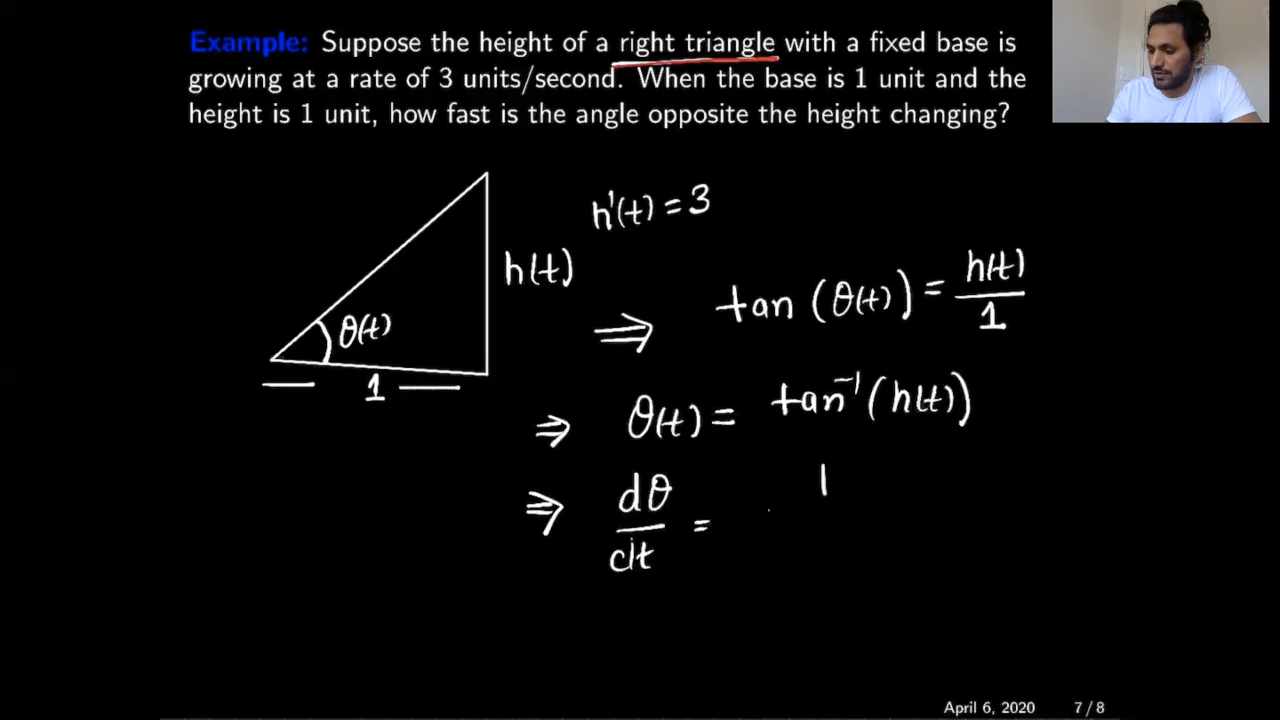 Example: Suppose the height of a right triangle with a fixed base is
growing at a rate of 3 units/second. When the base is 1 unit and the
height is 1 unit, how fast is the angle opposite the height changing?
h'(t) = 3
h(t)
tan (θ(t)) = h(t)/1
⇒
θ(t)
1
⇒ θ(t) = tan⁻¹(h(t))
⇒ dθ/dt = 1
April 6, 2020 7 / 8